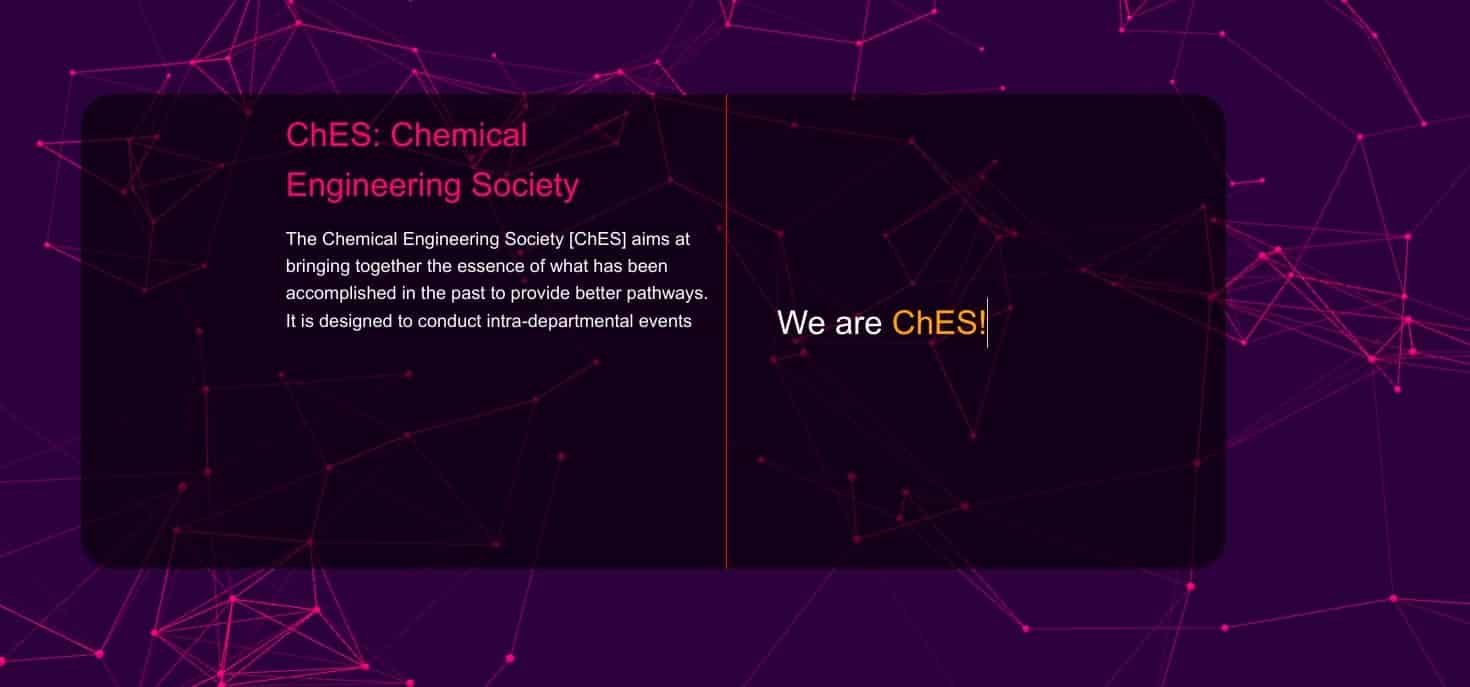 ChES: Chemical
Engineering Society
The Chemical Engineering Society [ChES] aims at
bringing together the essence of what has been
accomplished in the past to provide better pathways.
It is designed to conduct intra-departmental events
We are ChES!